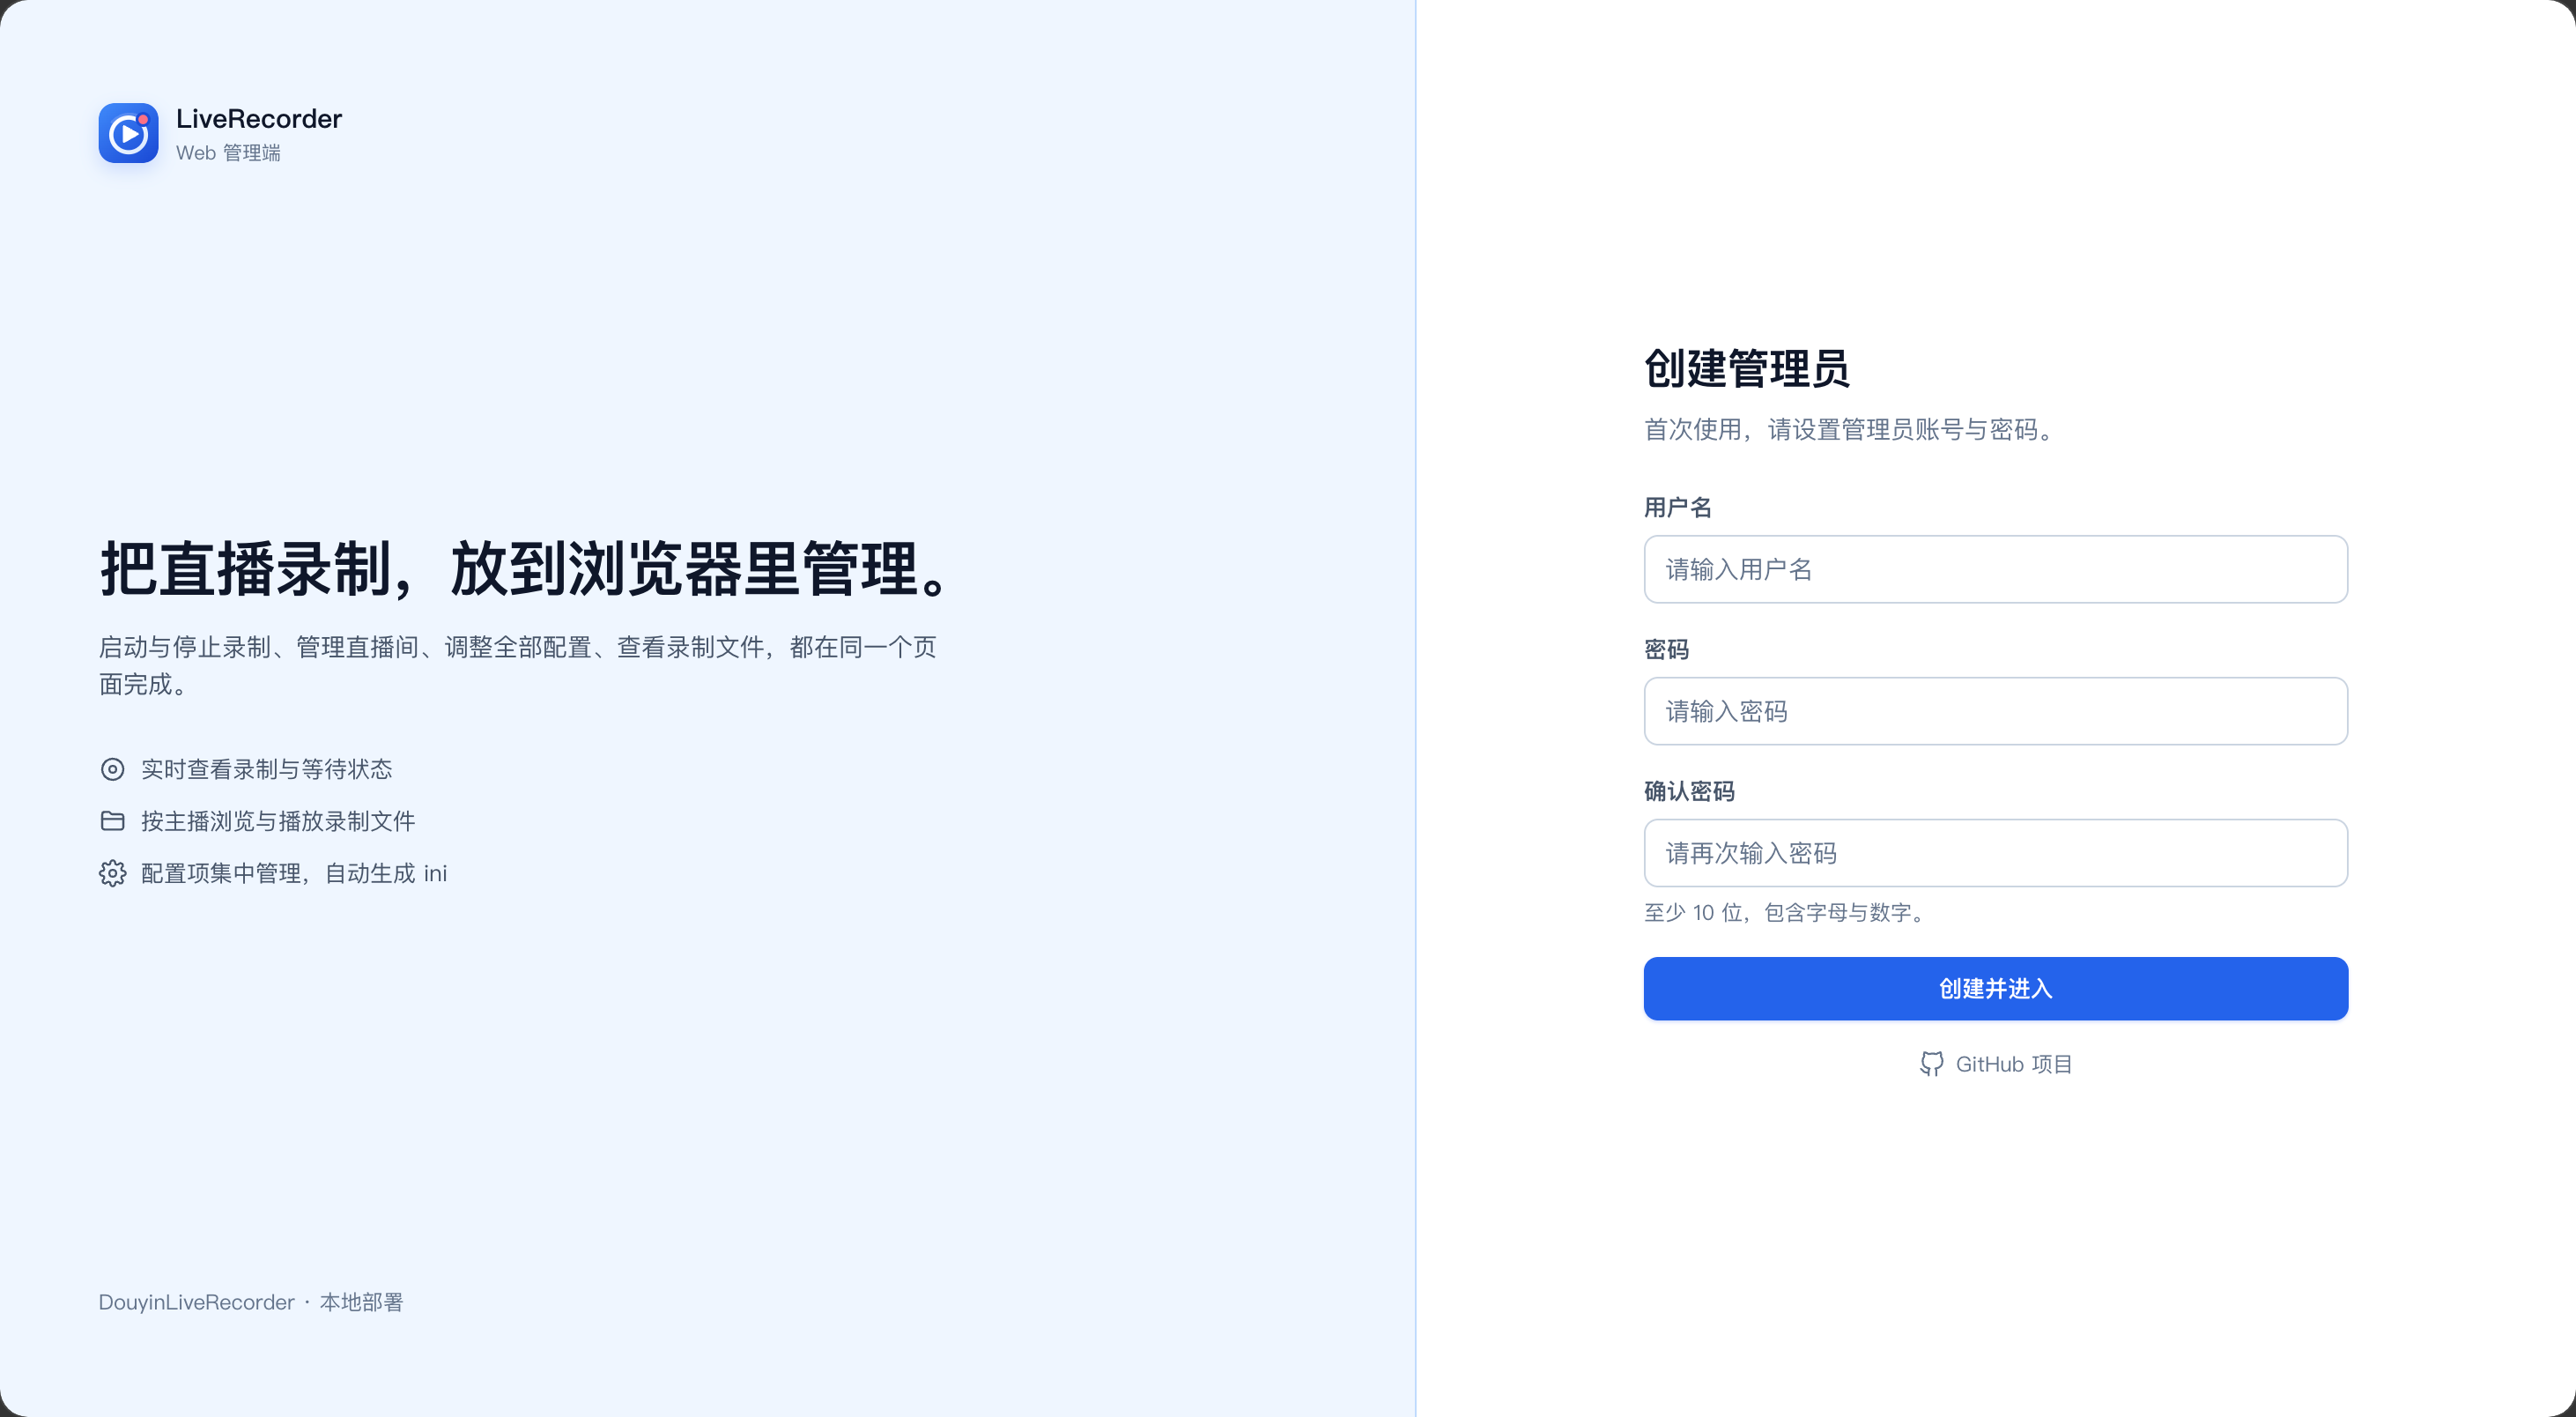 LiveRecorder
Web 管理端
把直播录制，放到浏览器里管理。
启动与停止录制、管理直播间、调整全部配置、查看录制文件，都在同一个页
面完成。
实时查看录制与等待状态
按主播浏览与播放录制文件
配置项集中管理，自动生成 ini
DouyinLiveRecorder · 本地部署
创建管理员
首次使用，请设置管理员账号与密码。
用户名
请输入用户名
密码
请输入密码
确认密码
请再次输入密码
至少 10 位，包含字母与数字。
创建并进入
GitHub 项目